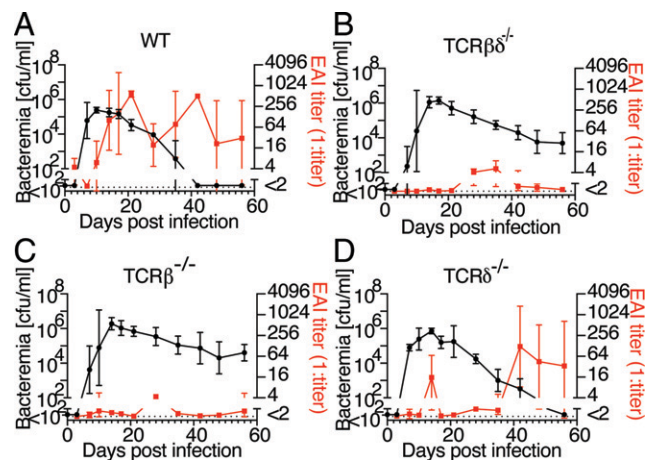 A
WT
Bacteremia [cfu/ml]
10^8
10^6
10^4
10^2
<10^2
EAI titer (1:titer)
4096
1024
256
64
16
4
<2
0 20 40 60
Days post infection
B
TCRβδ^-/-
Bacteremia [cfu/ml]
10^8
10^6
10^4
10^2
<10^2
EAI titer (1:titer)
4096
1024
256
64
16
4
<2
0 20 40 60
Days post infection
C
TCRβ^-/-
Bacteremia [cfu/ml]
10^8
10^6
10^4
10^2
<10^2
EAI titer (1:titer)
4096
1024
256
64
16
4
<2
0 20 40 60
Days post infection
D
TCRδ^-/-
Bacteremia [cfu/ml]
10^8
10^6
10^4
10^2
<10^2
EAI titer (1:titer)
4096
1024
256
64
16
4
<2
0 20 40 60
Days post infection